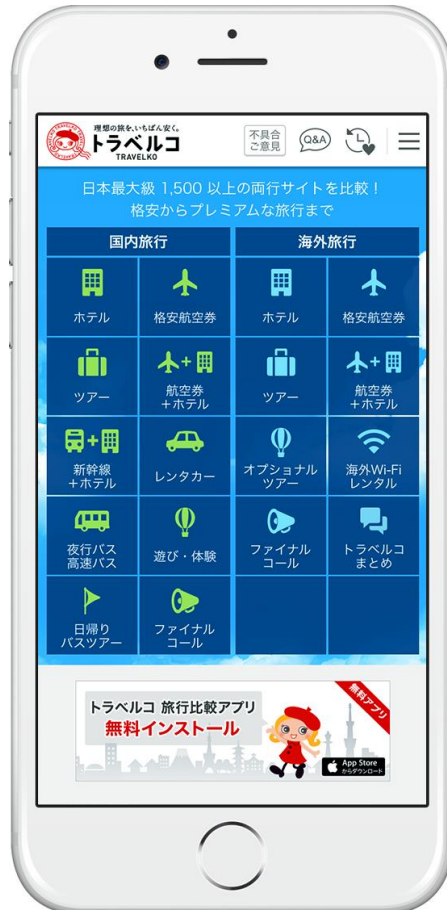 理想の旅を、いちばん安く。
トラベルコ
TRAVELKO
不具合
ご意見
Q&A
日本最大級 1,500 以上の両行サイトを比較！
格安からプレミアムな旅行まで
国内旅行
海外旅行
ホテル
格安航空券
ホテル
格安航空券
ツアー
航空券
+ホテル
ツアー
航空券
+ホテル
新幹線
+ホテル
レンタカー
オプショナル
ツアー
海外Wi-Fi
レンタル
夜行バス
高速バス
遊び・体験
ファイナル
コール
トラベルコ
まとめ
日帰り
バスツアー
ファイナル
コール
トラベルコ 旅行比較アプリ
無料インストール
無料アプリ
App Store
からダウンロード